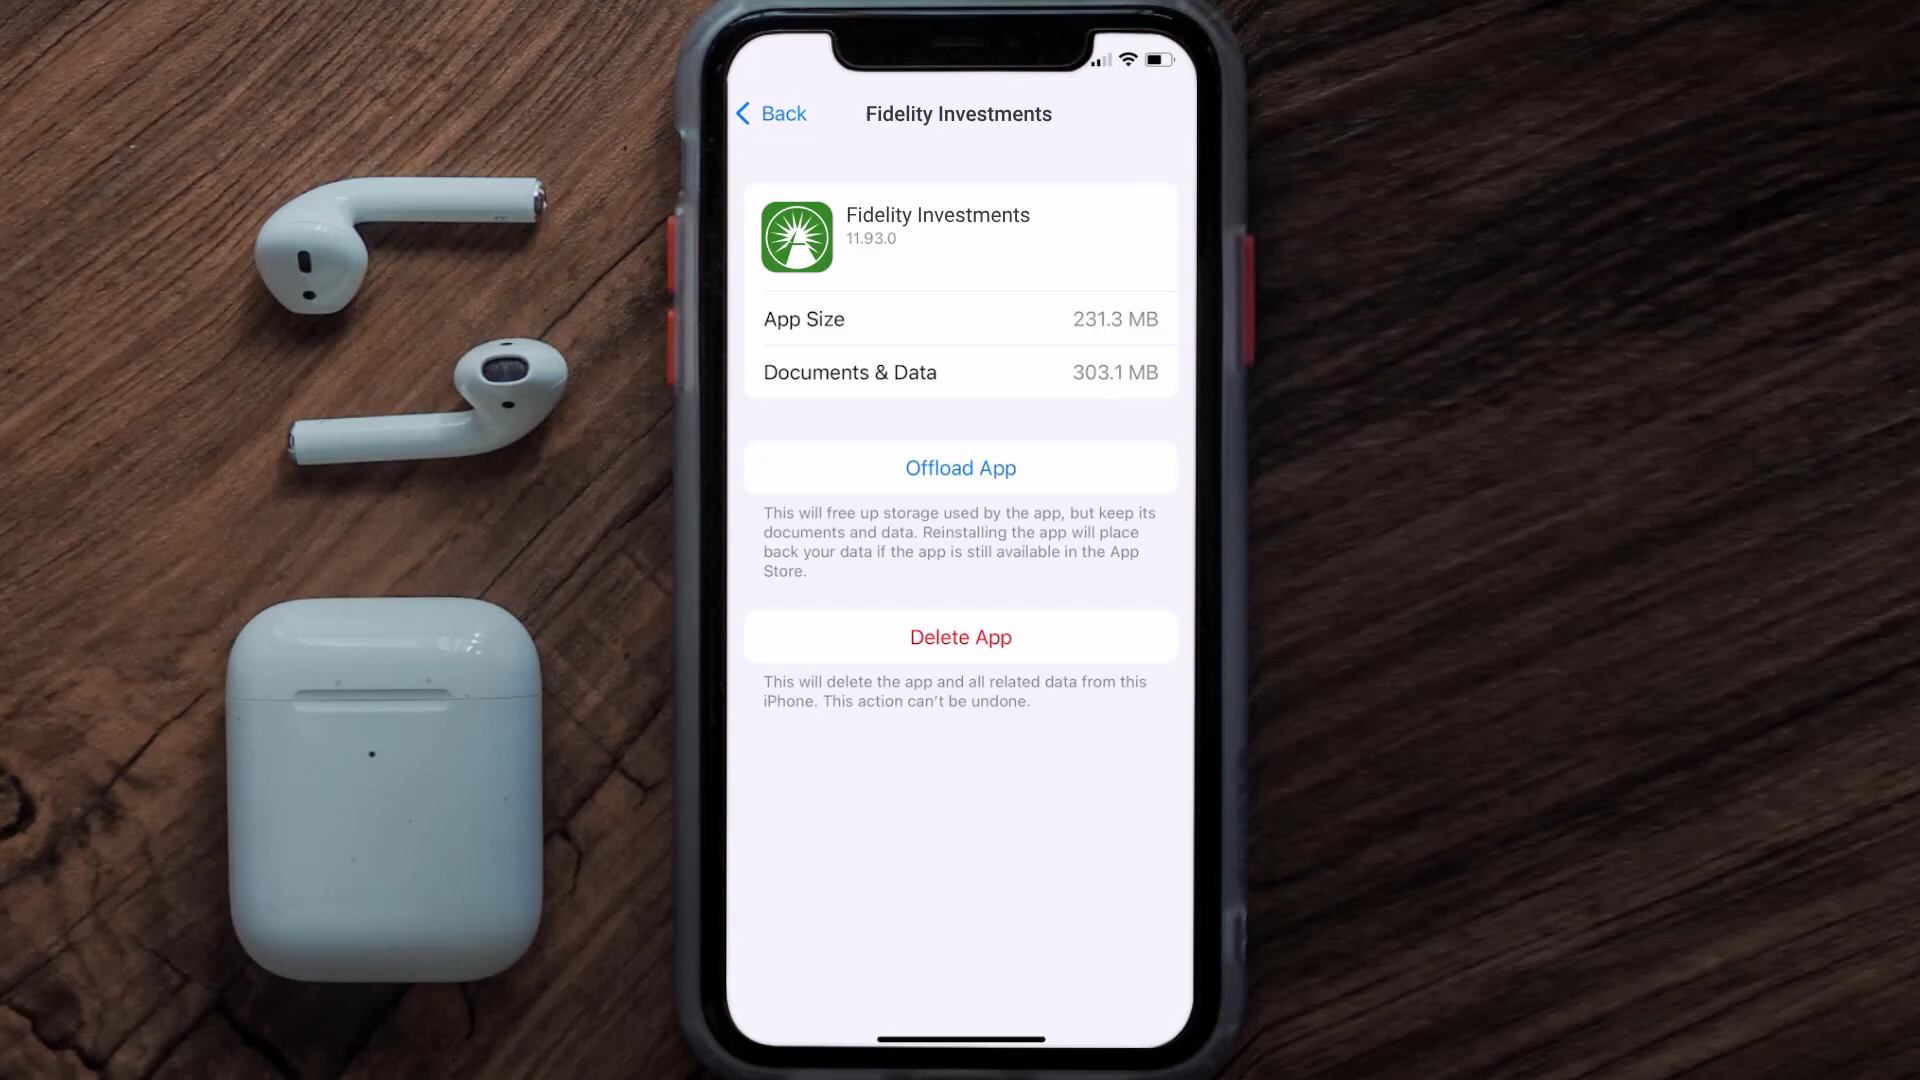 Back
Fidelity Investments
Fidelity Investments
11.93.0
App Size 231.3 MB
Documents & Data 303.1 MB
Offload App
This will free up storage used by the app, but keep its
documents and data. Reinstalling the app will place
back your data if the app is still available in the App
Store.
Delete App
This will delete the app and all related data from this
iPhone. This action can't be undone.